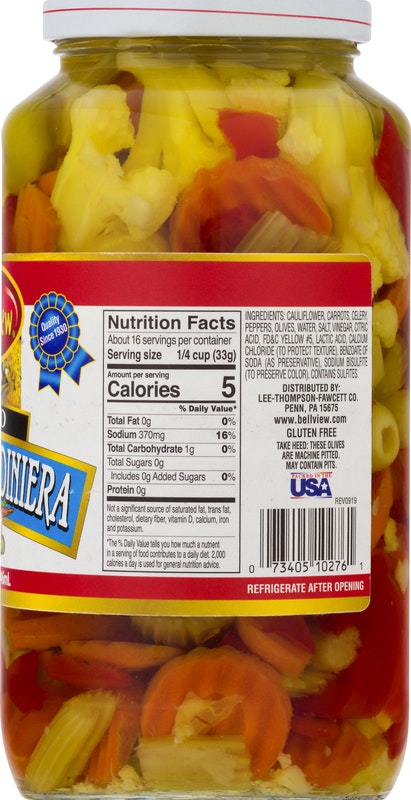 Quality
Since 1930
Nutrition Facts
About 16 servings per container
Serving size 1/4 cup (33g)
Amount per serving
Calories 5
% Daily Value*
Total Fat 0g 0%
Sodium 370mg 16%
Total Carbohydrate 1g 0%
Total Sugars 0g
Includes 0g Added Sugars 0%
Protein 0g
Not a significant source of saturated fat, trans fat,
cholesterol, dietary fiber, vitamin D, calcium, iron
and potassium.
*The % Daily Value tells you how much a nutrient
in a serving of food contributes to a daily diet. 2,000
calories a day is used for general nutrition advice.
INGREDIENTS: CAULIFLOWER, CARROTS, CELERY,
PEPPERS, OLIVES, WATER, SALT, VINEGAR, CITRIC
ACID, FD&C YELLOW #5, LACTIC ACID, CALCIUM
CHLORIDE (TO PROTECT TEXTURE), BENZOATE OF
SODA (AS PRESERVATIVE), SODIUM BISULFITE
(TO PRESERVE COLOR). CONTAINS SULFITES.
DISTRIBUTED BY:
LEE-THOMPSON-FAWCETT CO.
PENN, PA 15675
www.bellview.com
GLUTEN FREE
TAKE HEED: THESE OLIVES
ARE MACHINE PITTED.
MAY CONTAIN PITS.
PACKED IN THE
USA
REV0919
0 73405 10276 1
REFRIGERATE AFTER OPENING
DINIERA